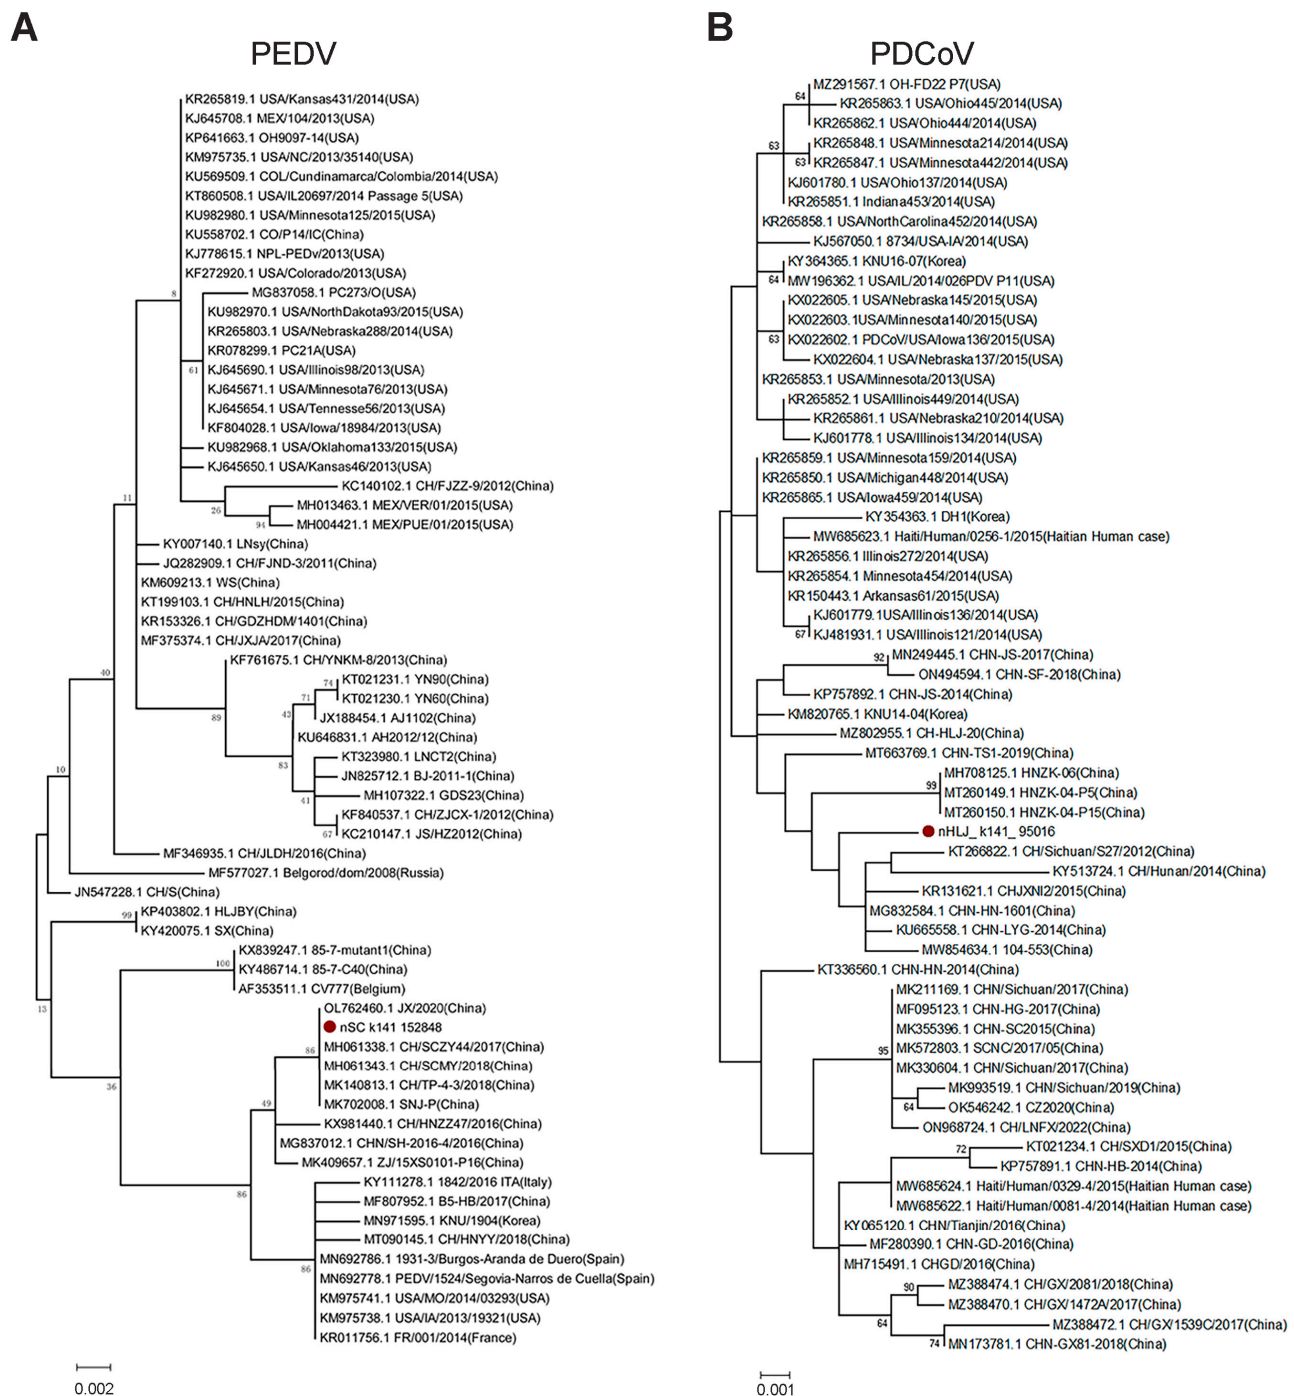 A
PEDV
KR265819.1 USA/Kansas431/2014(USA)
KJ645708.1 MEX/104/2013(USA)
KP641663.1 OH9097-14(USA)
KM975735.1 USA/NC/2013/35140(USA)
KU569509.1 COL/Cundinamarca/Colombia/2014(USA)
KT860508.1 USA/IL20697/2014 Passage 5(USA)
KU982980.1 USA/Minnesota125/2015(USA)
KU558702.1 CO/P14/IC(China)
KJ778615.1 NPL-PEDv/2013(USA)
KF272920.1 USA/Colorado/2013(USA)
MG837058.1 PC273/O(USA)
8
KU982970.1 USA/NorthDakota93/2015(USA)
KR265803.1 USA/Nebraska288/2014(USA)
KR078299.1 PC21A(USA)
61
KJ645690.1 USA/Illinois98/2013(USA)
KJ645671.1 USA/Minnesota76/2013(USA)
KJ645654.1 USA/Tennesse56/2013(USA)
KF804028.1 USA/Iowa/18984/2013(USA)
KU982968.1 USA/Oklahoma133/2015(USA)
KJ645650.1 USA/Kansas46/2013(USA)
KC140102.1 CH/FJZZ-9/2012(China)
11
26
MH013463.1 MEX/VER/01/2015(USA)
94
MH004421.1 MEX/PUE/01/2015(USA)
KY007140.1 LNsy(China)
JQ282909.1 CH/FJND-3/2011(China)
KM609213.1 WS(China)
KT199103.1 CH/HNLH/2015(China)
KR153326.1 CH/GDZHDM/1401(China)
MF375374.1 CH/JXJA/2017(China)
KF761675.1 CH/YNKM-8/2013(China)
40
74
KT021231.1 YN90(China)
71
KT021230.1 YN60(China)
89
43
JX188454.1 AJ1102(China)
KU646831.1 AH2012/12(China)
83
KT323980.1 LNCT2(China)
10
JN825712.1 BJ-2011-1(China)
41
MH107322.1 GDS23(China)
KF840537.1 CH/ZJCX-1/2012(China)
67
KC210147.1 JS/HZ2012(China)
MF346935.1 CH/JLDH/2016(China)
MF577027.1 Belgorod/dom/2008(Russia)
JN547228.1 CH/S(China)
99
KP403802.1 HLJBY(China)
KY420075.1 SX(China)
KX839247.1 85-7-mutant1(China)
100
KY486714.1 85-7-C40(China)
AF353511.1 CV777(Belgium)
13
OL762460.1 JX/2020(China)
nSC k141 152848
86
MH061338.1 CH/SCZY44/2017(China)
MH061343.1 CH/SCMY/2018(China)
36
MK140813.1 CH/TP-4-3/2018(China)
49
MK702008.1 SNJ-P(China)
KX981440.1 CH/HNZZ47/2016(China)
MG837012.1 CHN/SH-2016-4/2016(China)
MK409657.1 ZJ/15XS0101-P16(China)
86
KY111278.1 1842/2016 ITA(Italy)
MF807952.1 B5-HB/2017(China)
MN971595.1 KNU/1904(Korea)
MT090145.1 CH/HNYY/2018(China)
86
MN692786.1 1931-3/Burgos-Aranda de Duero(Spain)
MN692778.1 PEDV/1524/Segovia-Narros de Cuella(Spain)
KM975741.1 USA/MO/2014/03293(USA)
KM975738.1 USA/IA/2013/19321(USA)
KR011756.1 FR/001/2014(France)
0.002
B
PDCoV
MZ291567.1 OH-FD22 P7(USA)
64
KR265863.1 USA/Ohio445/2014(USA)
KR265862.1 USA/Ohio444/2014(USA)
63
KR265848.1 USA/Minnesota214/2014(USA)
63
KR265847.1 USA/Minnesota442/2014(USA)
KJ601780.1 USA/Ohio137/2014(USA)
KR265851.1 Indiana453/2014(USA)
KR265858.1 USA/NorthCarolina452/2014(USA)
KJ567050.1 8734/USA-IA/2014(USA)
KY364365.1 KNU16-07(Korea)
64
MW196362.1 USA/IL/2014/026PDV P11(USA)
KX022605.1 USA/Nebraska145/2015(USA)
KX022603.1USA/Minnesota140/2015(USA)
63
KX022602.1 PDCoV/USA/Iowa136/2015(USA)
KX022604.1 USA/Nebraska137/2015(USA)
KR265853.1 USA/Minnesota/2013(USA)
KR265852.1 USA/Illinois449/2014(USA)
KR265861.1 USA/Nebraska210/2014(USA)
KJ601778.1 USA/Illinois134/2014(USA)
KR265859.1 USA/Minnesota159/2014(USA)
KR265850.1 USA/Michigan448/2014(USA)
KR265865.1 USA/Iowa459/2014(USA)
KY354363.1 DH1(Korea)
MW685623.1 Haiti/Human/0256-1/2015(Haitian Human case)
KR265856.1 Illinois272/2014(USA)
KR265854.1 Minnesota454/2014(USA)
KR150443.1 Arkansas61/2015(USA)
KJ601779.1USA/Illinois136/2014(USA)
67
KJ481931.1 USA/Illinois121/2014(USA)
92
MN249445.1 CHN-JS-2017(China)
ON494594.1 CHN-SF-2018(China)
KP757892.1 CHN-JS-2014(China)
KM820765.1 KNU14-04(Korea)
MZ802955.1 CH-HLJ-20(China)
MT663769.1 CHN-TS1-2019(China)
MH708125.1 HNZK-06(China)
99
MT260149.1 HNZK-04-P5(China)
MT260150.1 HNZK-04-P15(China)
nHLJ_ k141_ 95016
KT266822.1 CH/Sichuan/S27/2012(China)
KY513724.1 CH/Hunan/2014(China)
KR131621.1 CHJXNI2/2015(China)
MG832584.1 CHN-HN-1601(China)
KU665558.1 CHN-LYG-2014(China)
MW854634.1 104-553(China)
KT336560.1 CHN-HN-2014(China)
MK211169.1 CHN/Sichuan/2017(China)
MF095123.1 CHN-HG-2017(China)
MK355396.1 CHN-SC2015(China)
95
MK572803.1 SCNC/2017/05(China)
MK330604.1 CHN/Sichuan/2017(China)
MK993519.1 CHN/Sichuan/2019(China)
64
OK546242.1 CZ2020(China)
ON968724.1 CH/LNFX/2022(China)
72
KT021234.1 CH/SXD1/2015(China)
KP757891.1 CHN-HB-2014(China)
MW685624.1 Haiti/Human/0329-4/2015(Haitian Human case)
MW685622.1 Haiti/Human/0081-4/2014(Haitian Human case)
KY065120.1 CHN/Tianjin/2016(China)
MF280390.1 CHN-GD-2016(China)
MH715491.1 CHGD/2016(China)
90
MZ388474.1 CH/GX/2081/2018(China)
MZ388470.1 CH/GX/1472A/2017(China)
64
MZ388472.1 CH/GX/1539C/2017(China)
74
MN173781.1 CHN-GX81-2018(China)
0.001